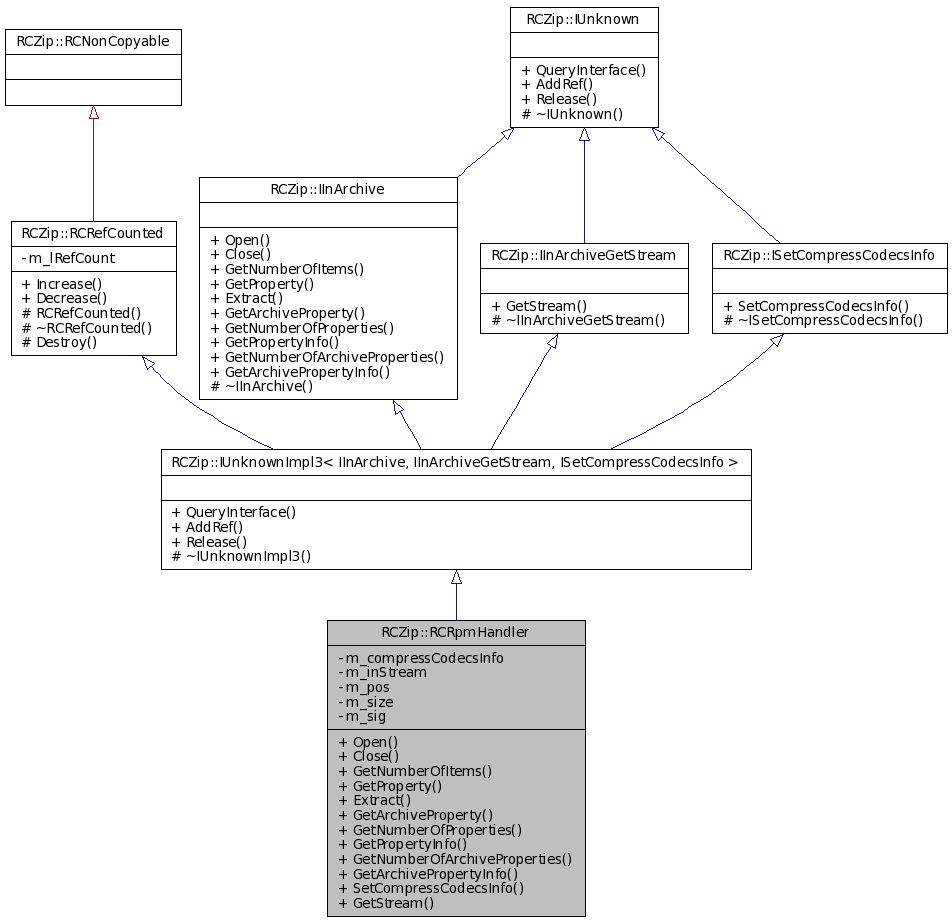 RCZip::RCNonCopyable
RCZip::IUnknown
+ QueryInterface()
+ AddRef()
+ Release()
# ~IUnknown()
RCZip::RCRefCounted
- m_lRefCount
+ Increase()
+ Decrease()
# RCRefCounted()
# ~RCRefCounted()
# Destroy()
RCZip::IInArchive
+ Open()
+ Close()
+ GetNumberOfItems()
+ GetProperty()
+ Extract()
+ GetArchiveProperty()
+ GetNumberOfProperties()
+ GetPropertyInfo()
+ GetNumberOfArchiveProperties()
+ GetArchivePropertyInfo()
# ~IInArchive()
RCZip::IInArchiveGetStream
+ GetStream()
# ~IInArchiveGetStream()
RCZip::ISetCompressCodecsInfo
+ SetCompressCodecsInfo()
# ~ISetCompressCodecsInfo()
RCZip::IUnknownImpl3< IInArchive, IInArchiveGetStream, ISetCompressCodecsInfo >
+ QueryInterface()
+ AddRef()
+ Release()
# ~IUnknownImpl3()
RCZip::RCRpmHandler
- m_compressCodecsInfo
- m_inStream
- m_pos
- m_size
- m_sig
+ Open()
+ Close()
+ GetNumberOfItems()
+ GetProperty()
+ Extract()
+ GetArchiveProperty()
+ GetNumberOfProperties()
+ GetPropertyInfo()
+ GetNumberOfArchiveProperties()
+ GetArchivePropertyInfo()
+ SetCompressCodecsInfo()
+ GetStream()